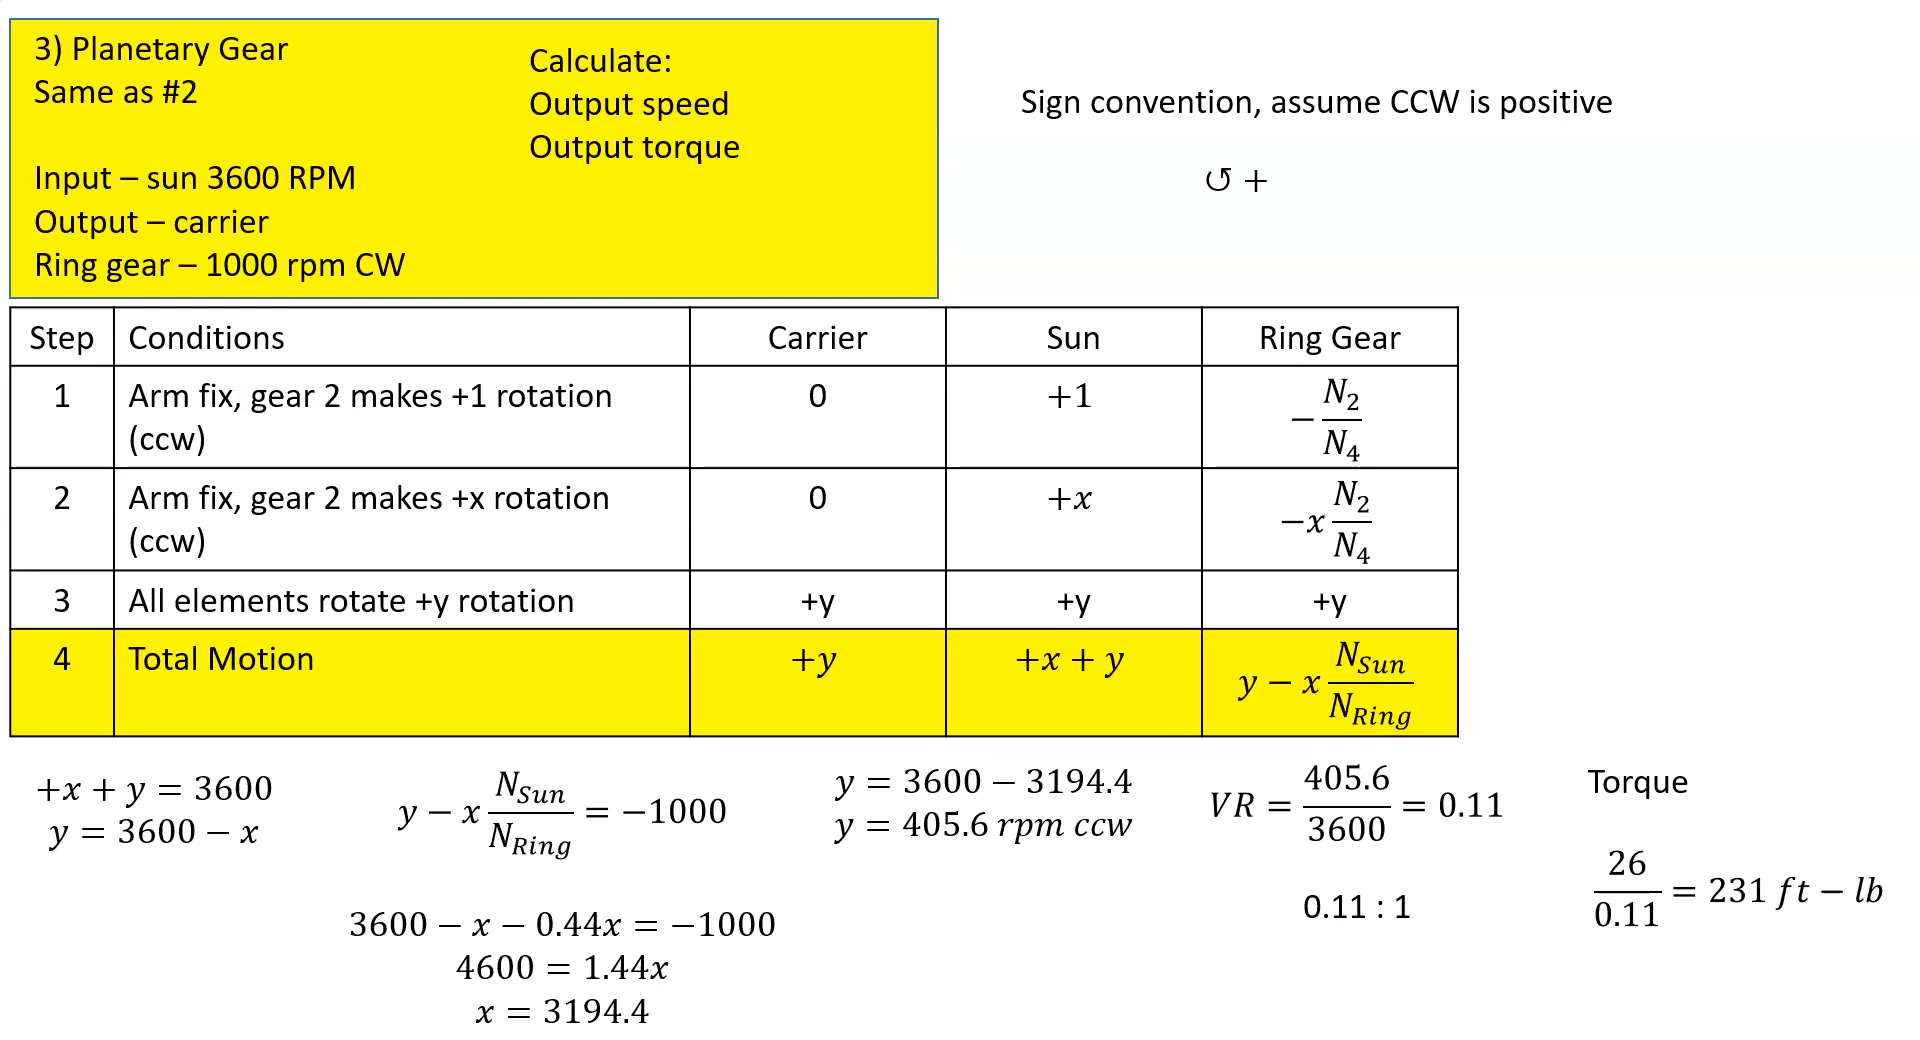 3) Planetary Gear
Same as #2
Input – sun 3600 RPM
Output – carrier
Ring gear – 1000 rpm CW
Calculate:
Output speed
Output torque
Sign convention, assume CCW is positive
↺ +
Step Conditions Carrier Sun Ring Gear
1 Arm fix, gear 2 makes +1 rotation (ccw) 0 +1 −N₂/N₄
2 Arm fix, gear 2 makes +x rotation (ccw) 0 +x −x N₂/N₄
3 All elements rotate +y rotation +y +y +y
4 Total Motion +y +x + y y − x N_Sun/N_Ring
+x + y = 3600
y = 3600 − x
y − x N_Sun/N_Ring = −1000
3600 − x − 0.44x = −1000
4600 = 1.44x
x = 3194.4
y = 3600 − 3194.4
y = 405.6 rpm ccw
VR = 405.6/3600 = 0.11
0.11 : 1
Torque
26/0.11 = 231 ft − lb